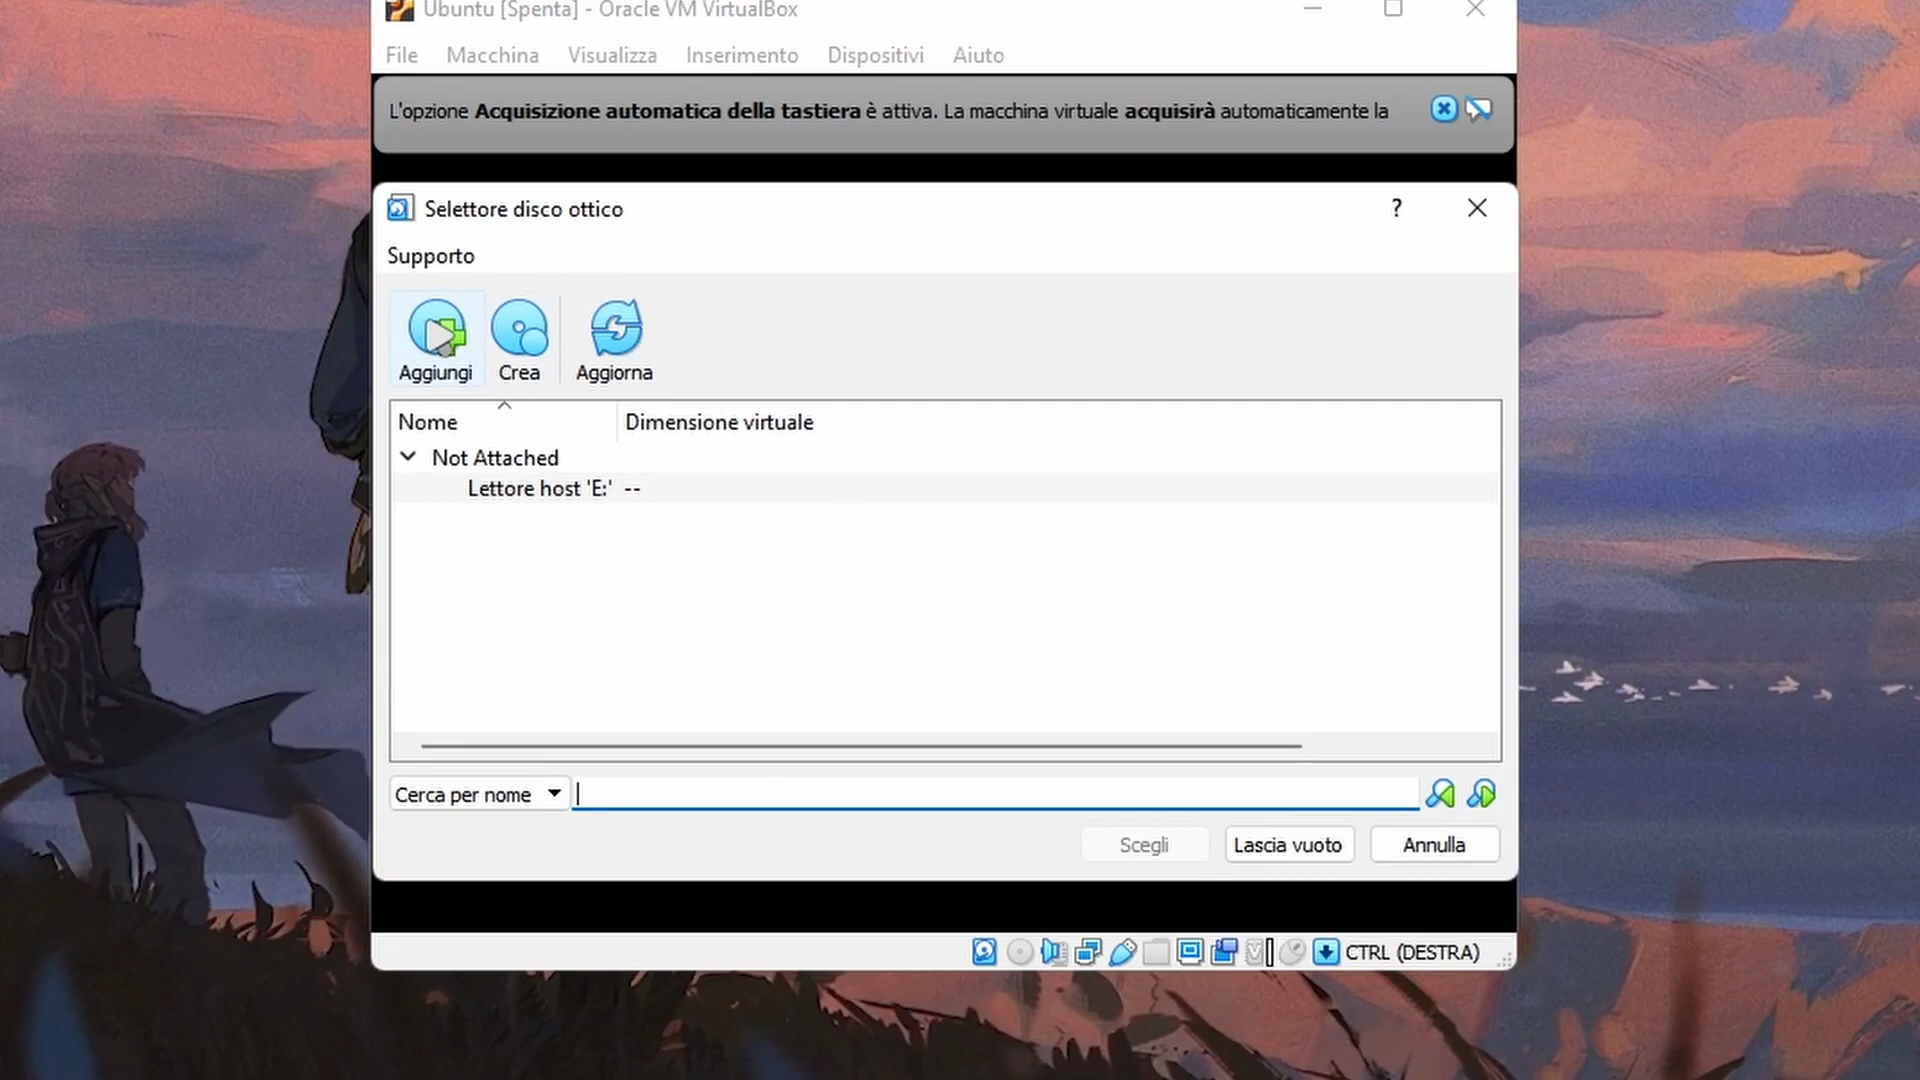 Ubuntu [Spenta] - Oracle VM VirtualBox
File Macchina Visualizza Inserimento Dispositivi Aiuto
L'opzione Acquisizione automatica della tastiera è attiva. La macchina virtuale acquisirà automaticamente la
Selettore disco ottico
?
Supporto
Aggiungi Crea Aggiorna
Nome Dimensione virtuale
Not Attached
Lettore host 'E:' --
Cerca per nome
Scegli Lascia vuoto Annulla
CTRL (DESTRA)